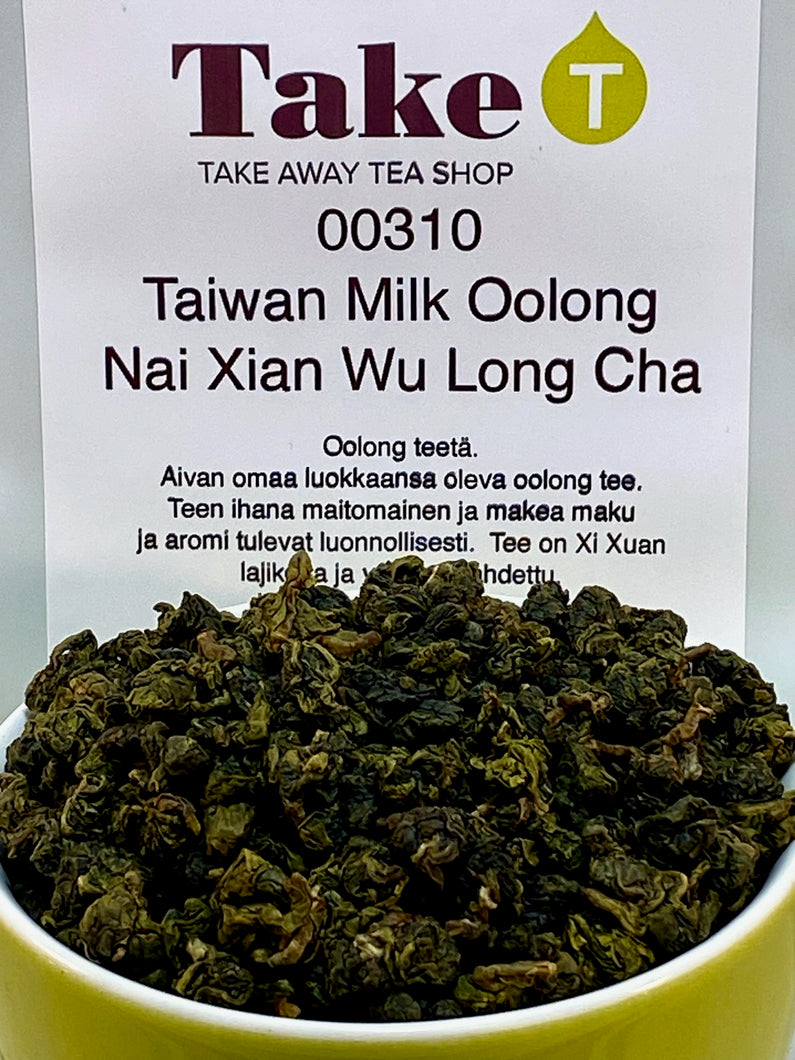 Take T
TAKE AWAY TEA SHOP
00310
Taiwan Milk Oolong
Nai Xian Wu Long Cha
Oolong teetä.
Aivan omaa luokkaansa oleva oolong tee.
Teen ihana maitomainen ja makea maku
ja aromi tulevat luonnollisesti. Tee on Xi Xuan
ja